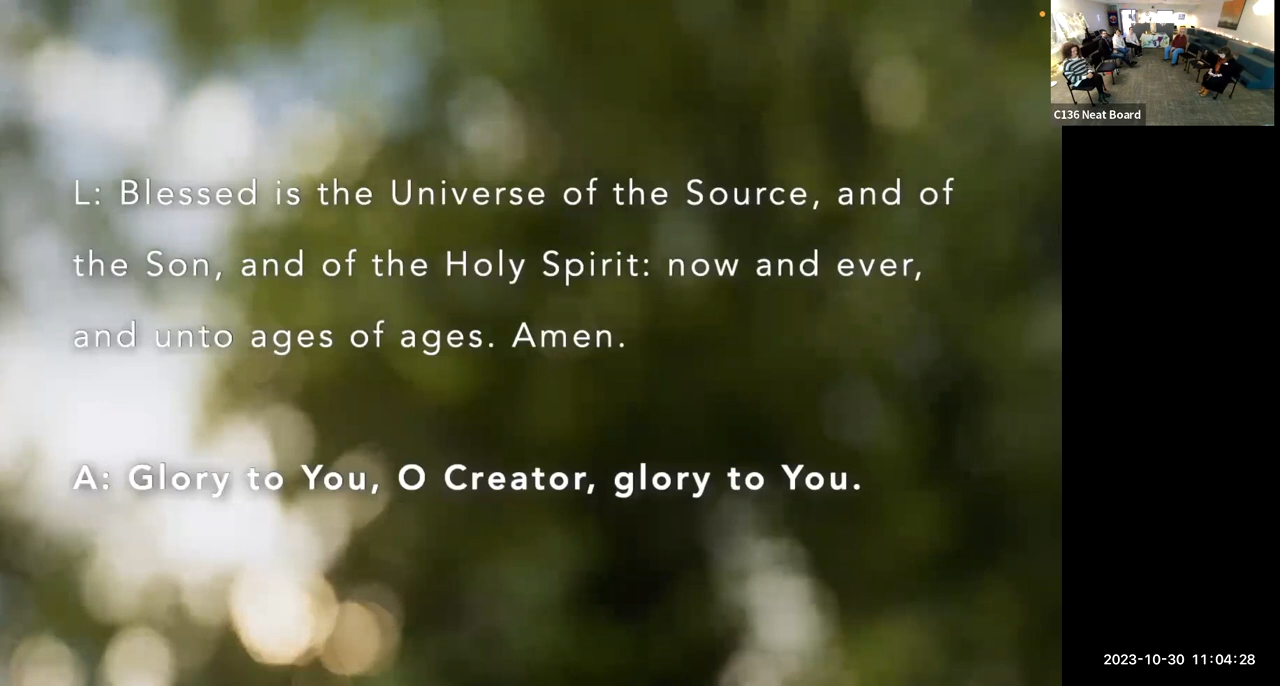 L: Blessed is the Universe of the Source, and of
the Son, and of the Holy Spirit: now and ever,
and unto ages of ages. Amen.
A: Glory to You, O Creator, glory to You.
C136 Neat Board
2023-10-30 11:04:28